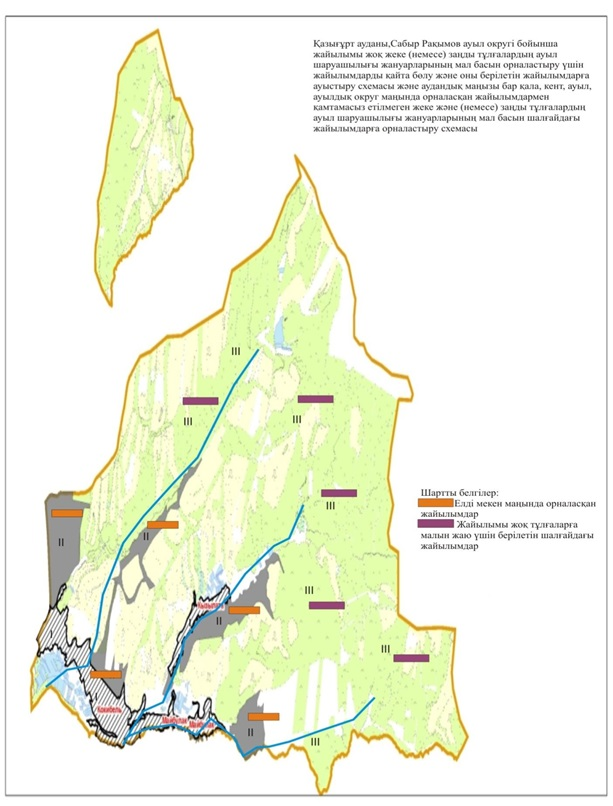 Қазығұрт ауданы,Сабыр Рақымов ауыл округі бойынша
жайылымы жоқ жеке (немесе) заңды тұлғалардың ауыл
шаруашылығы жануарларының мал басын орналастыру үшін
жайылымдарды қайта бөлу және оны берілетін жайылымдарға
ауыстыру схемасы және аудандық маңызы бар қала, кент, ауыл,
ауылдық округ маңында орналасқан жайылымдармен
қамтамасыз етілмеген жеке және (немесе) заңды тұлғалардың
ауыл шаруашылығы жануарларының мал басын шалғайдағы
жайылымдарға орналастыру схемасы
III
III
III
III
II
II
III
II
I
III
Кокибель
Майбулак
II
III
Шартты белгілер:
Елді мекен маңында орналасқан
жайылымдар
Жайылымы жоқ тұлғаларға
малын жаю үшін берілетін шалғайдағы
жайылымдар